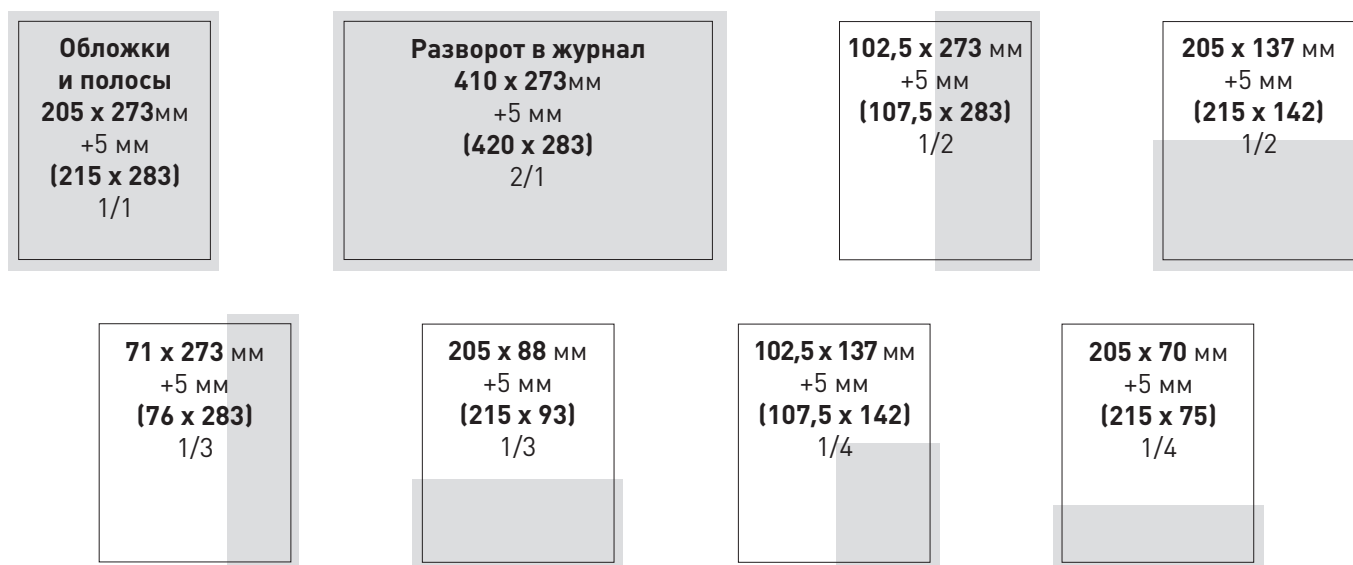 Обложки
и полосы
205 x 273мм
+5 мм
(215 x 283)
1/1
Разворот в журнал
410 x 273мм
+5 мм
(420 x 283)
2/1
102,5 x 273 мм
+5 мм
(107,5 x 283)
1/2
205 x 137 мм
+5 мм
(215 x 142)
1/2
71 x 273 мм
+5 мм
(76 x 283)
1/3
205 x 88 мм
+5 мм
(215 x 93)
1/3
102,5 x 137 мм
+5 мм
(107,5 x 142)
1/4
205 x 70 мм
+5 мм
(215 x 75)
1/4